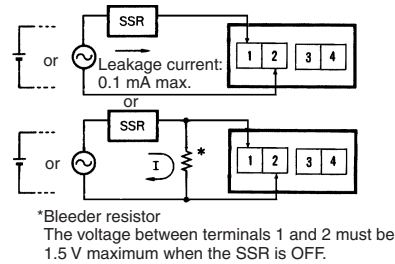 SSR
or
Leakage current:
0.1 mA max.
1 2 3 4
or
SSR
or
I
*
1 2 3 4
*Bleeder resistor
The voltage between terminals 1 and 2 must be
1.5 V maximum when the SSR is OFF.